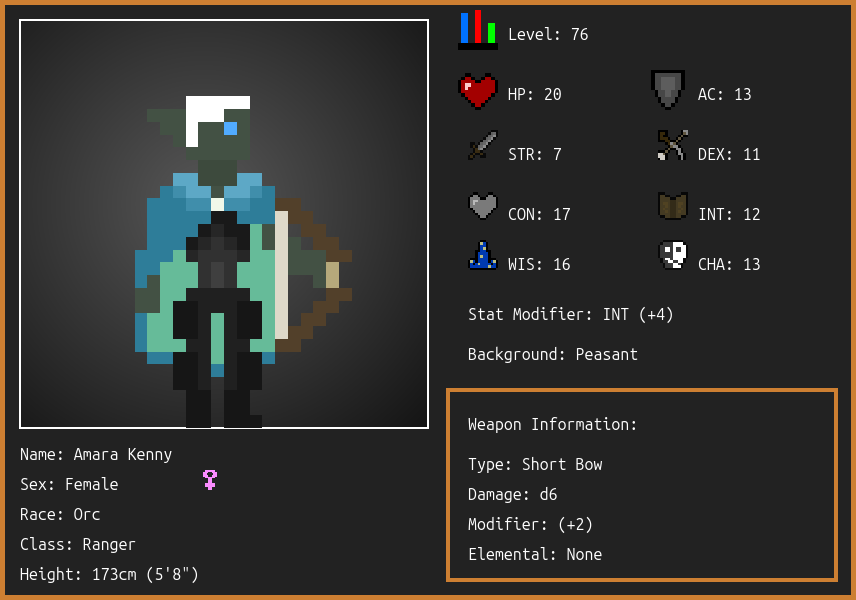 Level: 76
HP: 20
AC: 13
STR: 7
DEX: 11
CON: 17
INT: 12
WIS: 16
CHA: 13
Stat Modifier: INT (+4)
Background: Peasant
Weapon Information:
Type: Short Bow
Damage: d6
Modifier: (+2)
Elemental: None
Name: Amara Kenny
Sex: Female
Race: Orc
Class: Ranger
Height: 173cm (5'8")